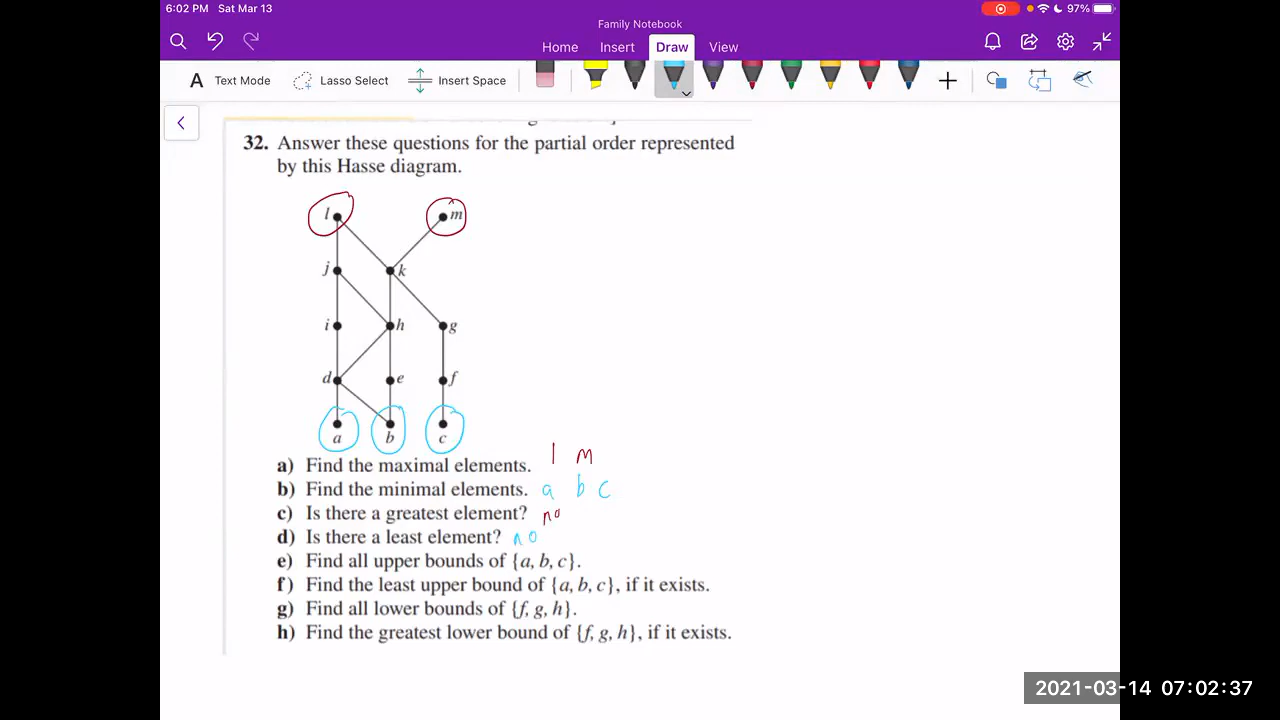 6:02 PM Sat Mar 13
97%
Family Notebook
Home Insert Draw View
A Text Mode Lasso Select Insert Space
32. Answer these questions for the partial order represented
by this Hasse diagram.
l m
j k
i h g
d e f
a b c
a) Find the maximal elements. l m
b) Find the minimal elements. a b c
c) Is there a greatest element? no
d) Is there a least element? no
e) Find all upper bounds of {a, b, c}.
f) Find the least upper bound of {a, b, c}, if it exists.
g) Find all lower bounds of {f, g, h}.
h) Find the greatest lower bound of {f, g, h}, if it exists.
2021-03-14 07:02:37